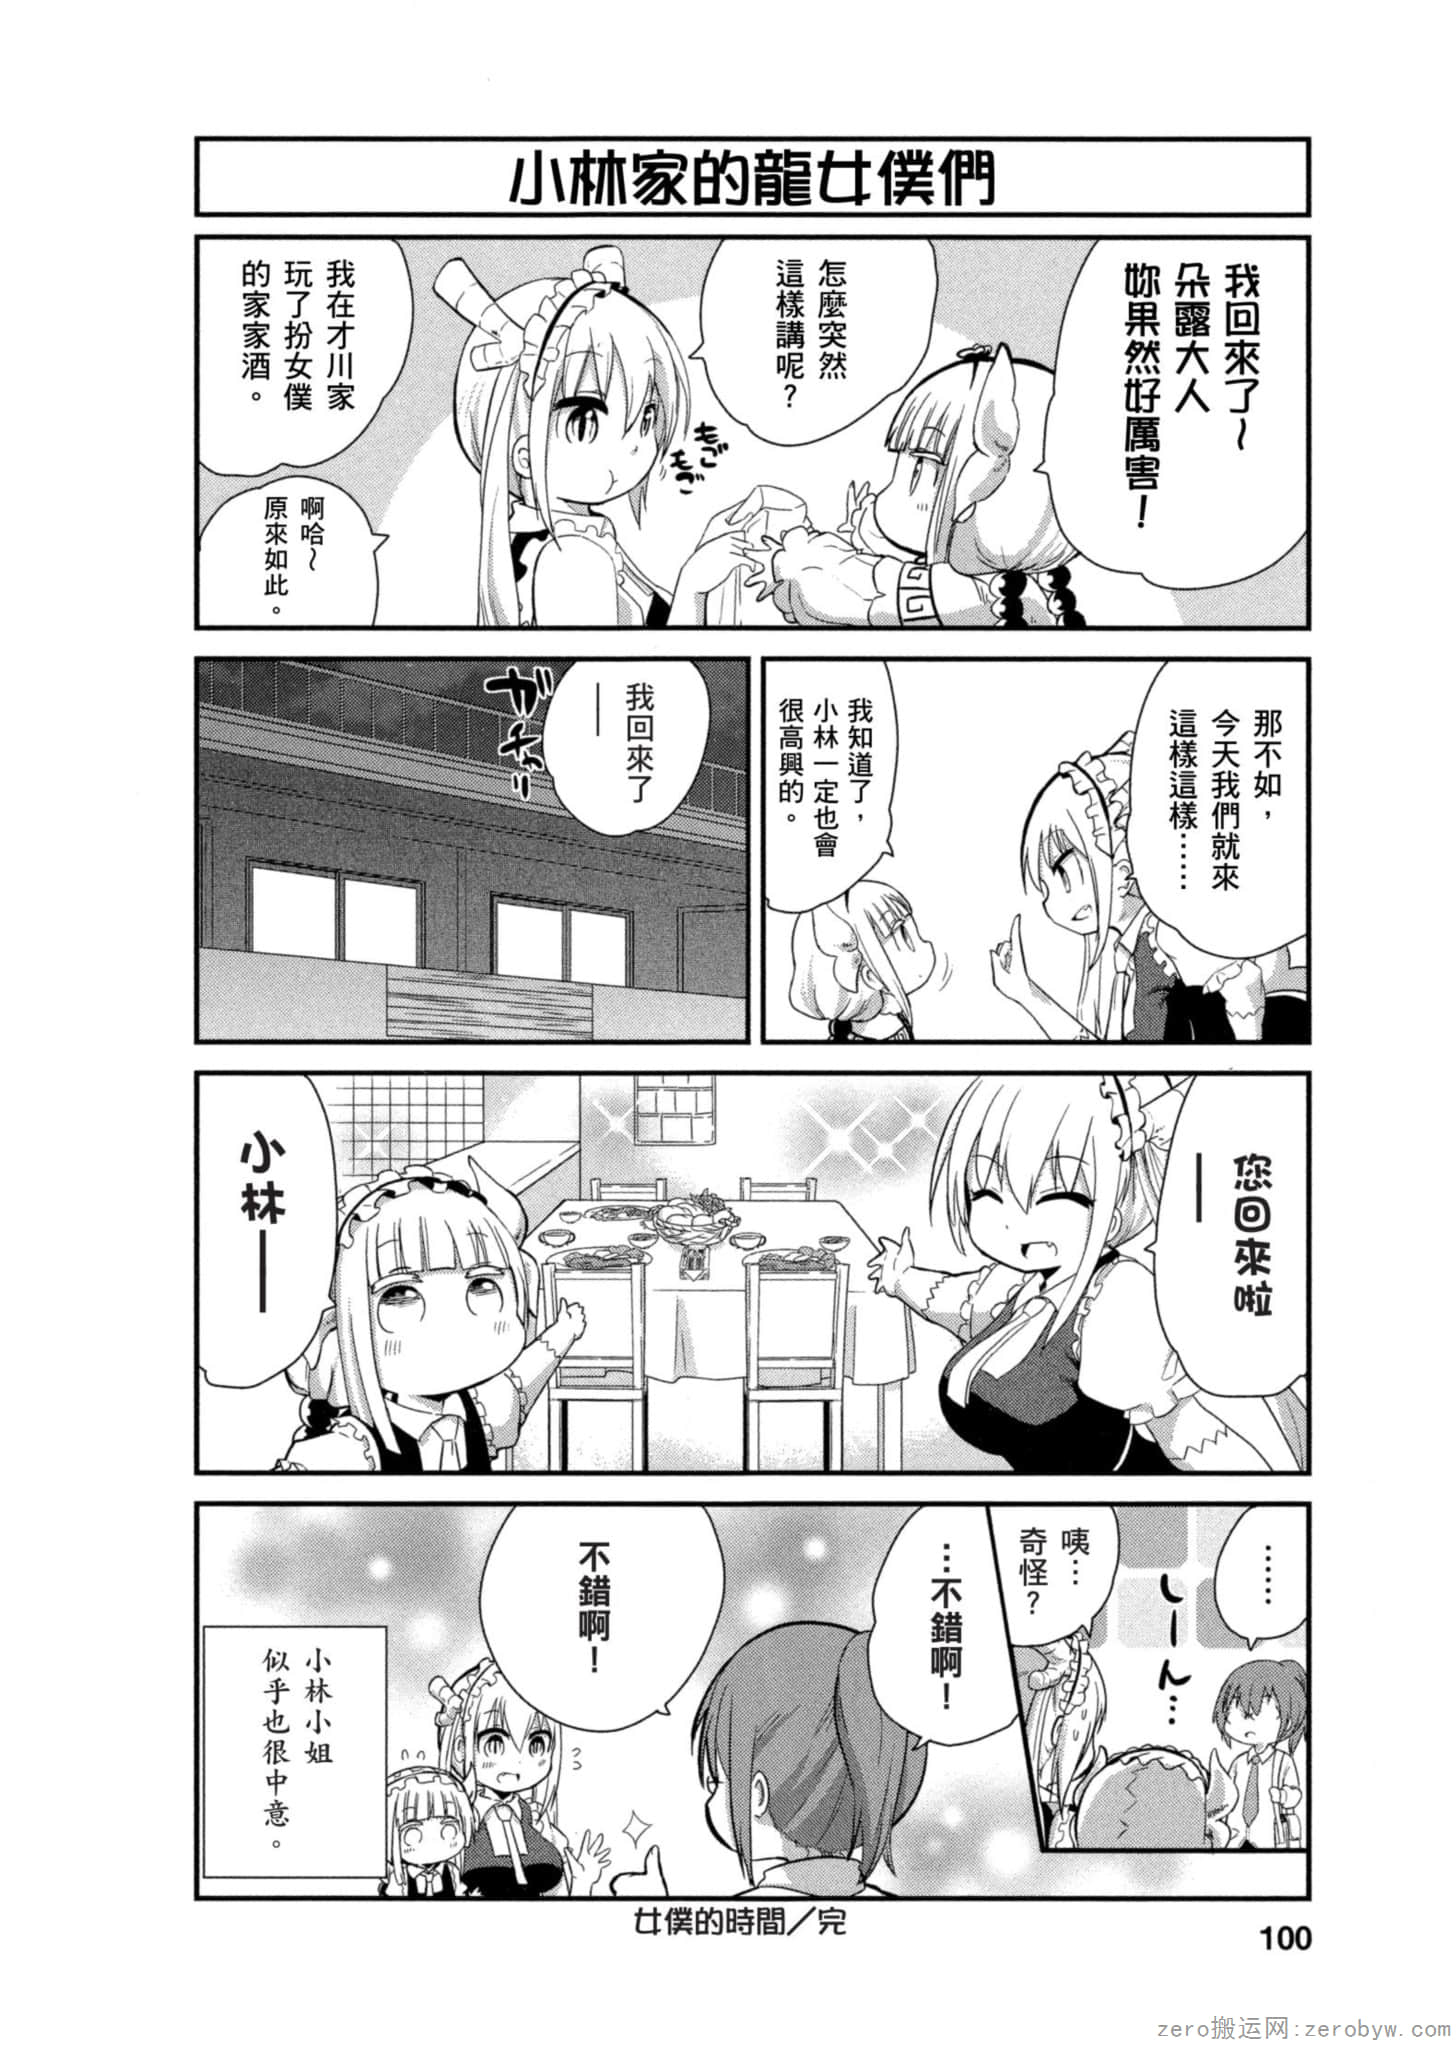 小林家的龍女僕們
我回來了~
朵露大人
妳果然好厲害！
怎麼突然
這樣講呢？
もごもご
我在才川家
玩了扮女僕
的家家酒。
啊哈~
原來如此。
那不如，
今天我們就來
這樣這樣……
我知道了，
小林一定也會
很高興的。
我回來了
——
ガチャッ
您回來啦
——
小林——
……
しーん…
咦…
奇怪？
…不錯啊！
不錯啊！
小林小姐
似乎也很中意。
女僕的時間／完
100
zero搬运网:zerobyw.com